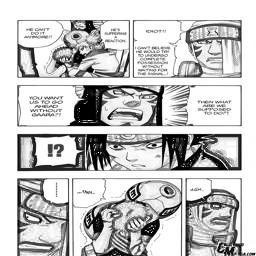 HE CAN'T
DO IT
ANYMORE!!
HE'S
SUFFERING
A REACTION.
IDIOT!!
I CAN'T BELIEVE
HE WOULD TRY
TO UNDERGO
COMPLETE
POSSESSION
WITHOUT
WAITING FOR
THE SIGNAL...!
YOU WANT
US TO GO
AHEAD
WITHOUT
GAARA?!
THEN WHAT
ARE WE
SUPPOSED
TO DO?!
!?